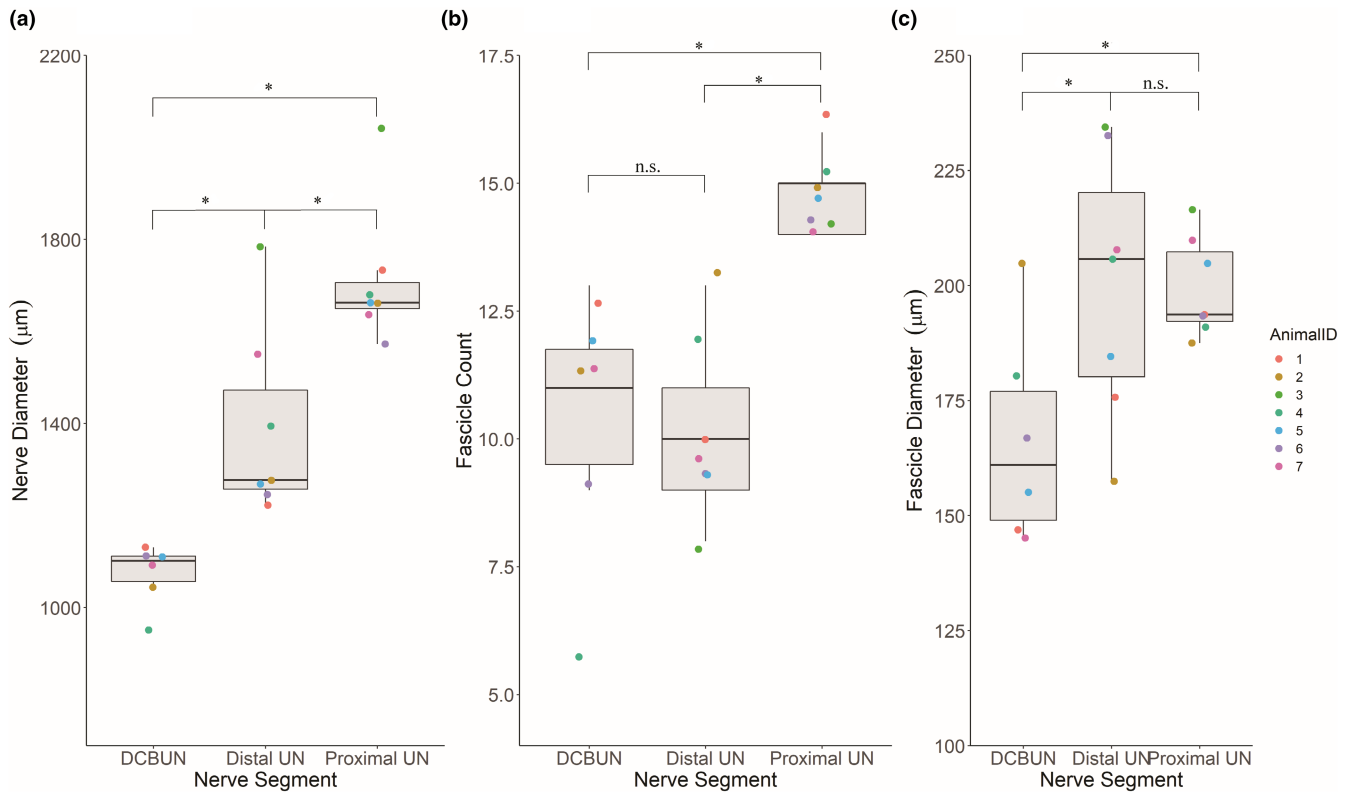 (a)
2200
1800
1400
1000
Nerve Diameter (μm)
*
*
*
DCBUN Distal UN Proximal UN
Nerve Segment
(b)
17.5
15.0
12.5
10.0
7.5
5.0
Fascicle Count
*
*
n.s.
DCBUN Distal UN Proximal UN
Nerve Segment
(c)
250
225
200
175
150
125
100
Fascicle Diameter (μm)
*
*
n.s.
DCBUN Distal UN Proximal UN
Nerve Segment
AnimalID
1
2
3
4
5
6
7